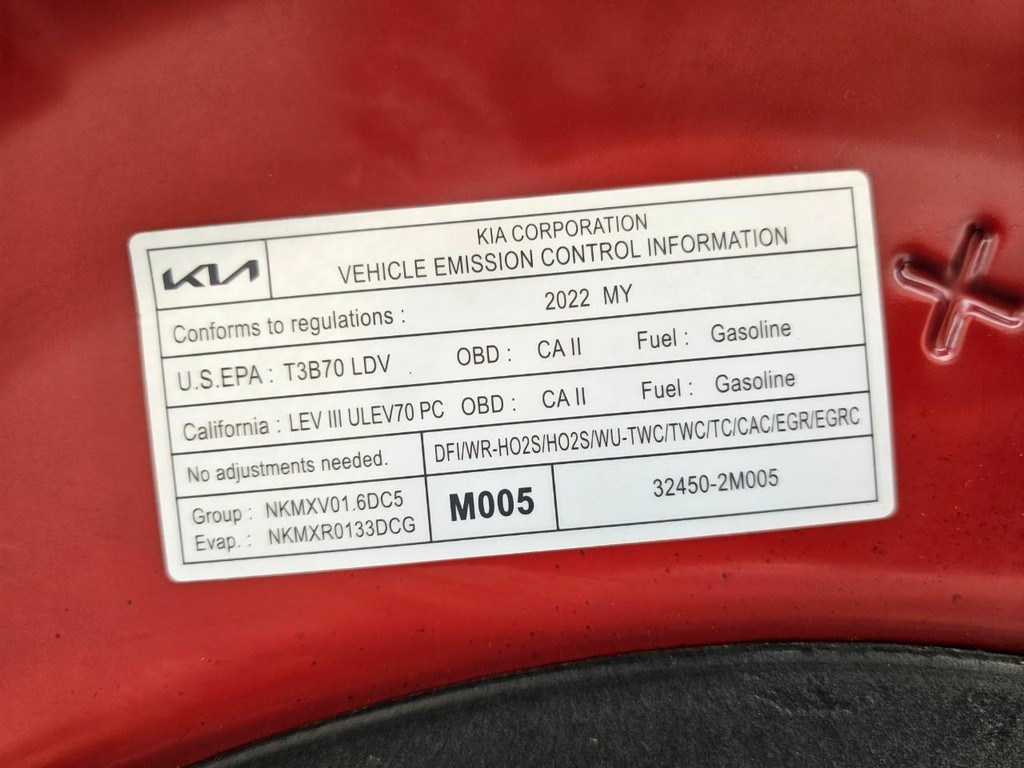 KIA
KIA CORPORATION
VEHICLE EMISSION CONTROL INFORMATION
Conforms to regulations : 2022 MY
U.S.EPA : T3B70 LDV OBD : CA II Fuel : Gasoline
California : LEV III ULEV70 PC OBD : CA II Fuel : Gasoline
No adjustments needed. DFI/WR-HO2S/HO2S/WU-TWC/TWC/TC/CAC/EGR/EGRC
Group : NKMXV01.6DC5
Evap. : NKMXR0133DCG
M005
32450-2M005